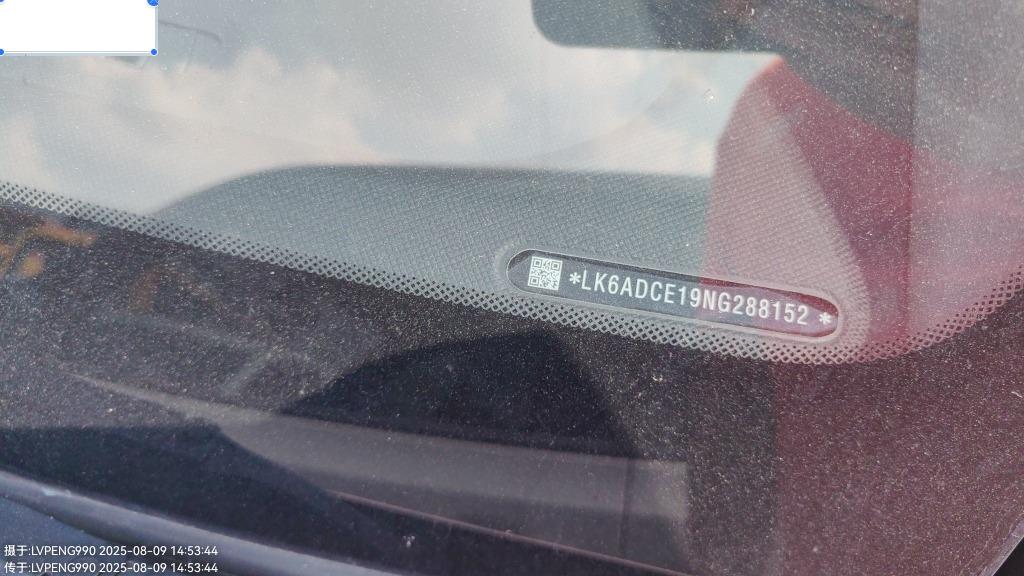 *LK6ADCE19NG288152 *
摄于:LVPENG990 2025-08-09 14:53:44
传于:LVPENG990 2025-08-09 14:53:44